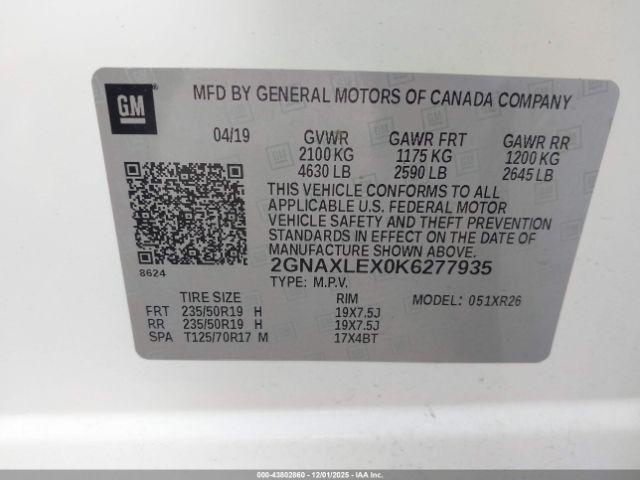 GM
MFD BY GENERAL MOTORS OF CANADA COMPANY
04/19 GVWR GAWR FRT GAWR RR
2100 KG 1175 KG 1200 KG
4630 LB 2590 LB 2645 LB
THIS VEHICLE CONFORMS TO ALL
APPLICABLE U.S. FEDERAL MOTOR
VEHICLE SAFETY AND THEFT PREVENTION
STANDARDS IN EFFECT ON THE DATE OF
MANUFACTURE SHOWN ABOVE.
8624
2GNAXLEX0K6277935
TYPE: M.P.V. MODEL: 051XR26
TIRE SIZE RIM
FRT 235/50R19 H 19X7.5J
RR 235/50R19 H 19X7.5J
SPA T125/70R17 M 17X4BT
000-43802860 - 12/01/2025 - IAA, Inc.